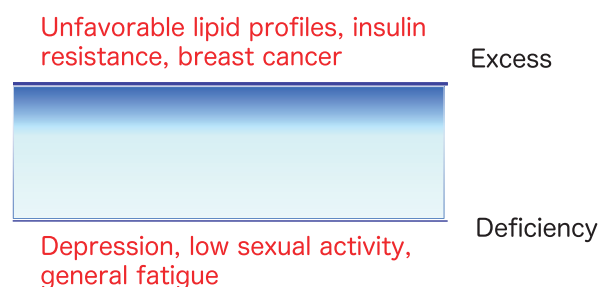 Unfavorable lipid profiles, insulin
resistance, breast cancer
Excess
Deficiency
Depression, low sexual activity,
general fatigue